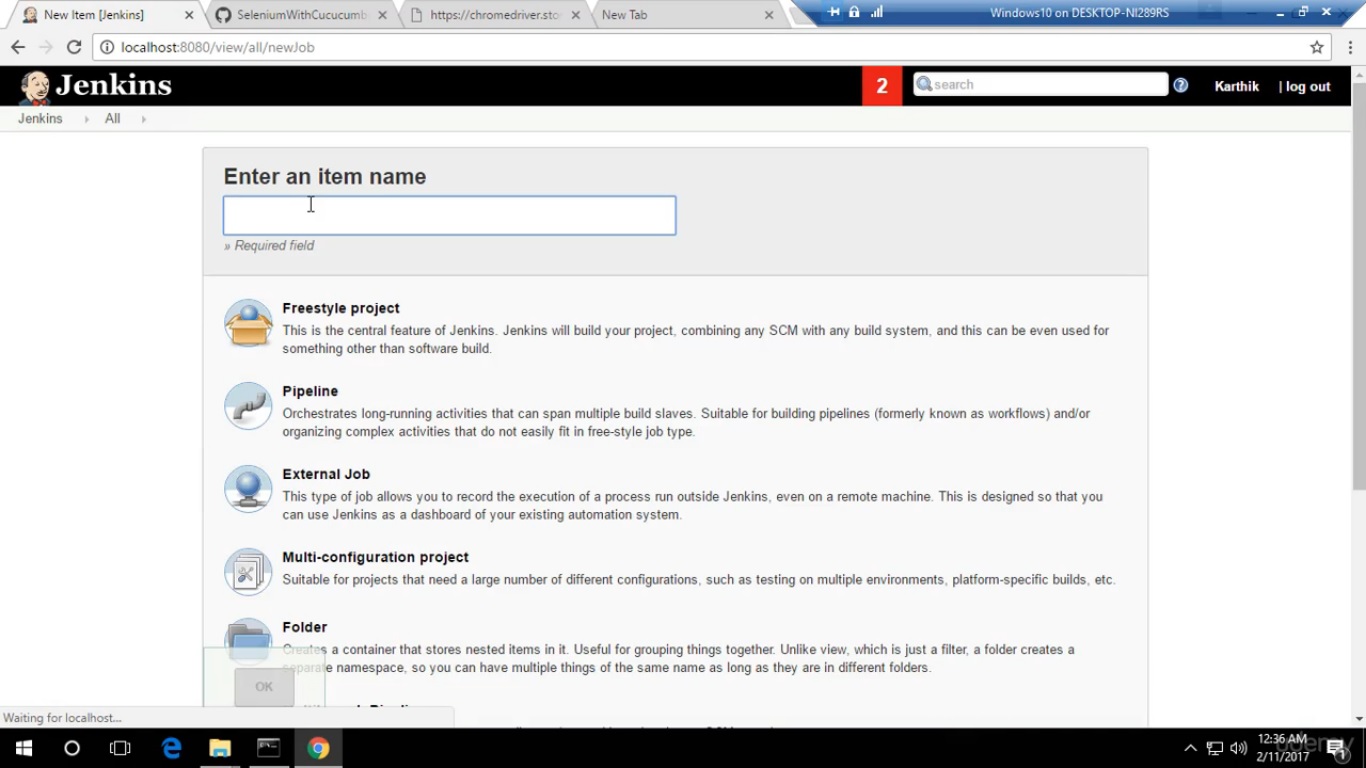 New Item [Jenkins]
SeleniumWithCucucumb
https://chromedriver.sto
New Tab
Windows10 on DESKTOP-NI289RS
localhost:8080/view/all/newJob
Jenkins
2
search
Karthik
| log out
Jenkins
All
Enter an item name
» Required field
Freestyle project
This is the central feature of Jenkins. Jenkins will build your project, combining any SCM with any build system, and this can be even used for
something other than software build.
Pipeline
Orchestrates long-running activities that can span multiple build slaves. Suitable for building pipelines (formerly known as workflows) and/or
organizing complex activities that do not easily fit in free-style job type.
External Job
This type of job allows you to record the execution of a process run outside Jenkins, even on a remote machine. This is designed so that you
can use Jenkins as a dashboard of your existing automation system.
Multi-configuration project
Suitable for projects that need a large number of different configurations, such as testing on multiple environments, platform-specific builds, etc.
Folder
Creates a container that stores nested items in it. Useful for grouping things together. Unlike view, which is just a filter, a folder creates a
separate namespace, so you can have multiple things of the same name as long as they are in different folders.
OK
Waiting for localhost...
12:36 AM
2/11/2017
udemy
1